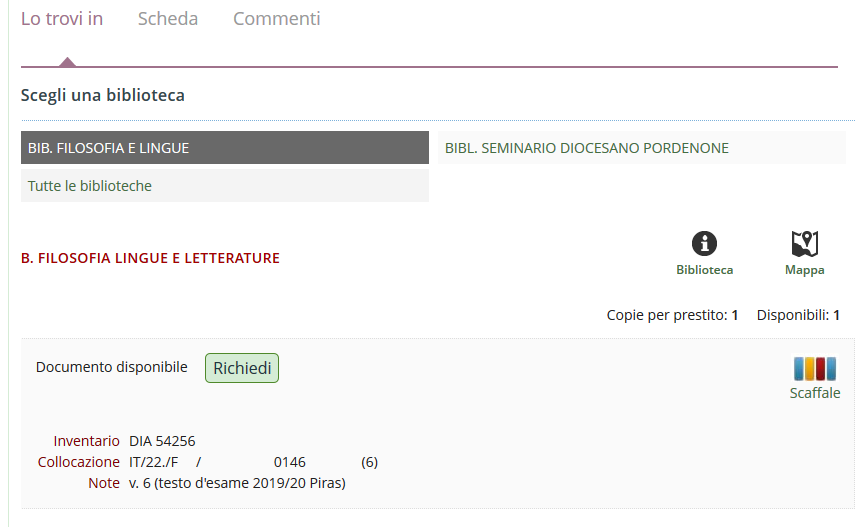 Lo trovi in Scheda Commenti
Scegli una biblioteca
BIB. FILOSOFIA E LINGUE
BIBL. SEMINARIO DIOCESANO PORDENONE
Tutte le biblioteche
B. FILOSOFIA LINGUE E LETTERATURE
Biblioteca
Mappa
Copie per prestito: 1 Disponibili: 1
Documento disponibile Richiedi
Scaffale
Inventario DIA 54256
Collocazione IT/22./F / 0146 (6)
Note v. 6 (testo d'esame 2019/20 Piras)